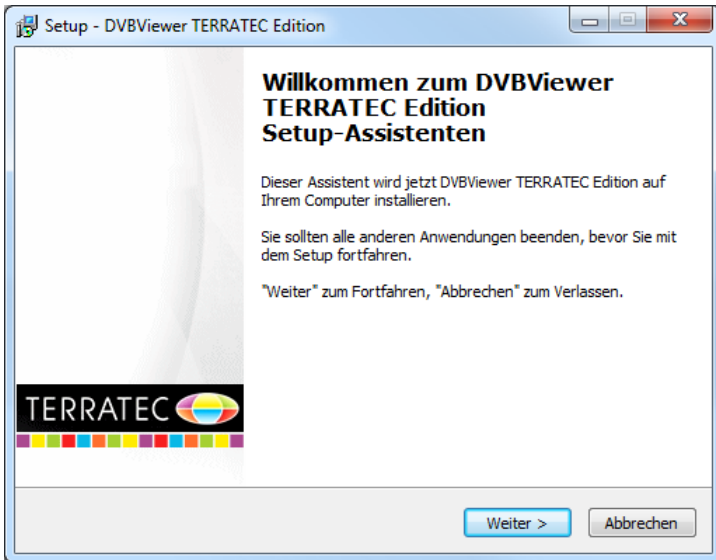 Setup - DVBViewer TERRATEC Edition
Willkommen zum DVBViewer
TERRATEC Edition
Setup-Assistenten
Dieser Assistent wird jetzt DVBViewer TERRATEC Edition auf
Ihrem Computer installieren.
Sie sollten alle anderen Anwendungen beenden, bevor Sie mit
dem Setup fortfahren.
"Weiter" zum Fortfahren, "Abbrechen" zum Verlassen.
TERRATEC
Weiter >
Abbrechen